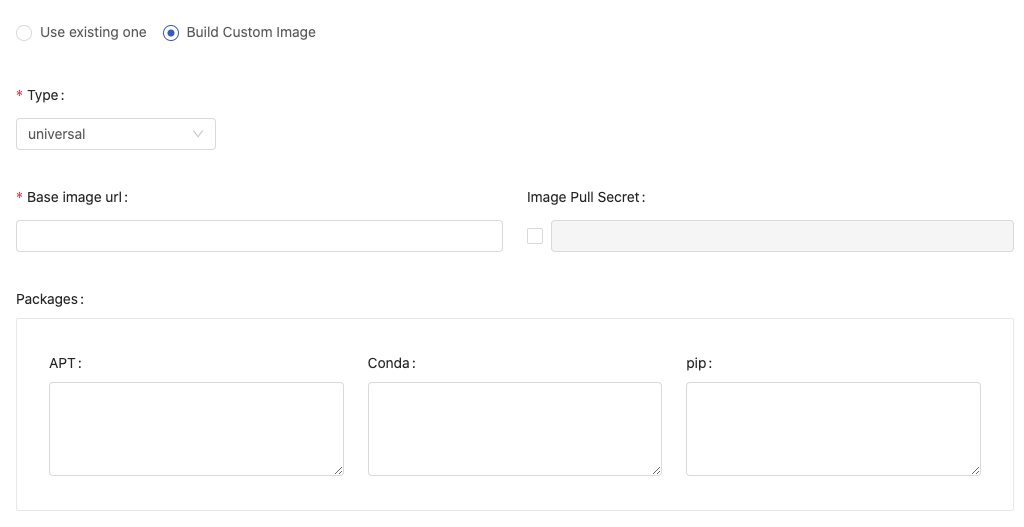 Use existing one Build Custom Image
* Type:
universal
* Base image url: Image Pull Secret:
Packages:
APT: Conda: pip: